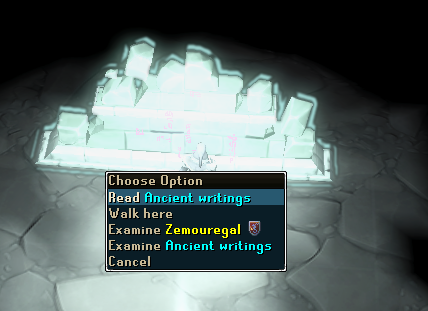 Choose Option
Read Ancient writings
Walk here
Examine Zemouregal
Examine Ancient writings
Cancel